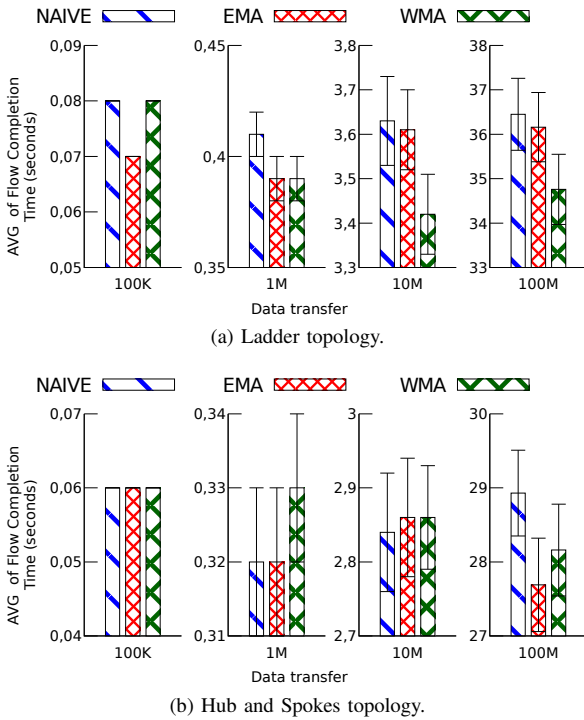 NAIVE EMA WMA
AVG of Flow Completion
Time (seconds)
0,09
0,08
0,07
0,06
0,05
100K
0,45
0,4
0,35
1M
3,8
3,7
3,6
3,5
3,4
3,3
10M
38
37
36
35
34
33
100M
Data transfer
(a) Ladder topology.
NAIVE EMA WMA
AVG of Flow Completion
Time (seconds)
0,07
0,06
0,05
0,04
100K
0,34
0,33
0,32
0,31
1M
3
2,9
2,8
2,7
10M
30
29
28
27
100M
Data transfer
(b) Hub and Spokes topology.